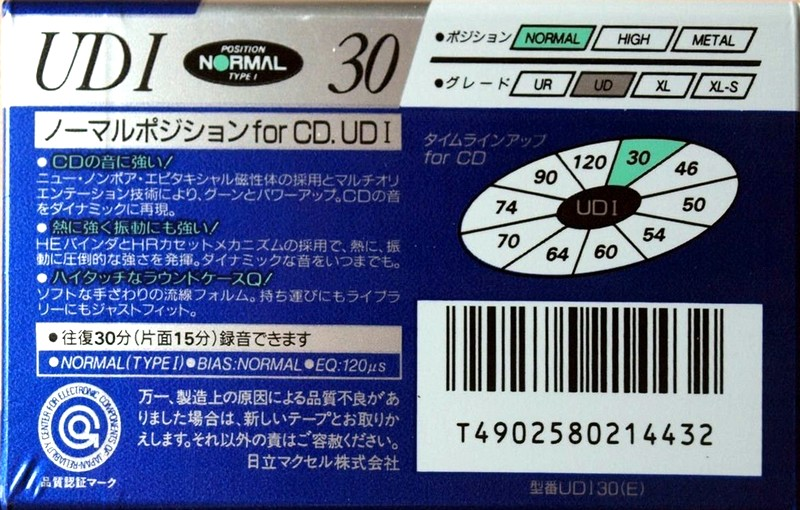 UD I
POSITION
NORMAL
TYPE I
30
●ポジション NORMAL HIGH METAL
●グレード UR UD XL XL-S
ノーマルポジション for CD. UD I
●CDの音に強い!
ニュー・ノンポア・エピタキシャル磁性体の採用とマルチオリ
エンテーション技術により、グーンとパワーアップ。CDの音
をダイナミックに再現。
●熱に強く振動にも強い!
HEバインダとHRカセットメカニズムの採用で、熱に、振
動に圧倒的な強さを発揮。ダイナミックな音をいつまでも。
●ハイタッチなラウンドケースQ!
ソフトな手ざわりの流線フォルム。持ち運びにもライブラ
リーにもジャストフィット。
●往復30分(片面15分)録音できます
●NORMAL(TYPE I)●BIAS:NORMAL●EQ:120μs
RELIABILITY CENTER FOR ELECTRONIC COMPONENTS OF JAPAN
品質認証マーク
万一、製造上の原因による品質不良があ
りました場合は、新しいテープとお取りか
えします。それ以外の責はご容赦ください。
日立マクセル株式会社
タイムラインアップ
for CD
30
46
50
54
60
64
70
74
90
120
UD I
T4902580214432
型番UDI30(E)